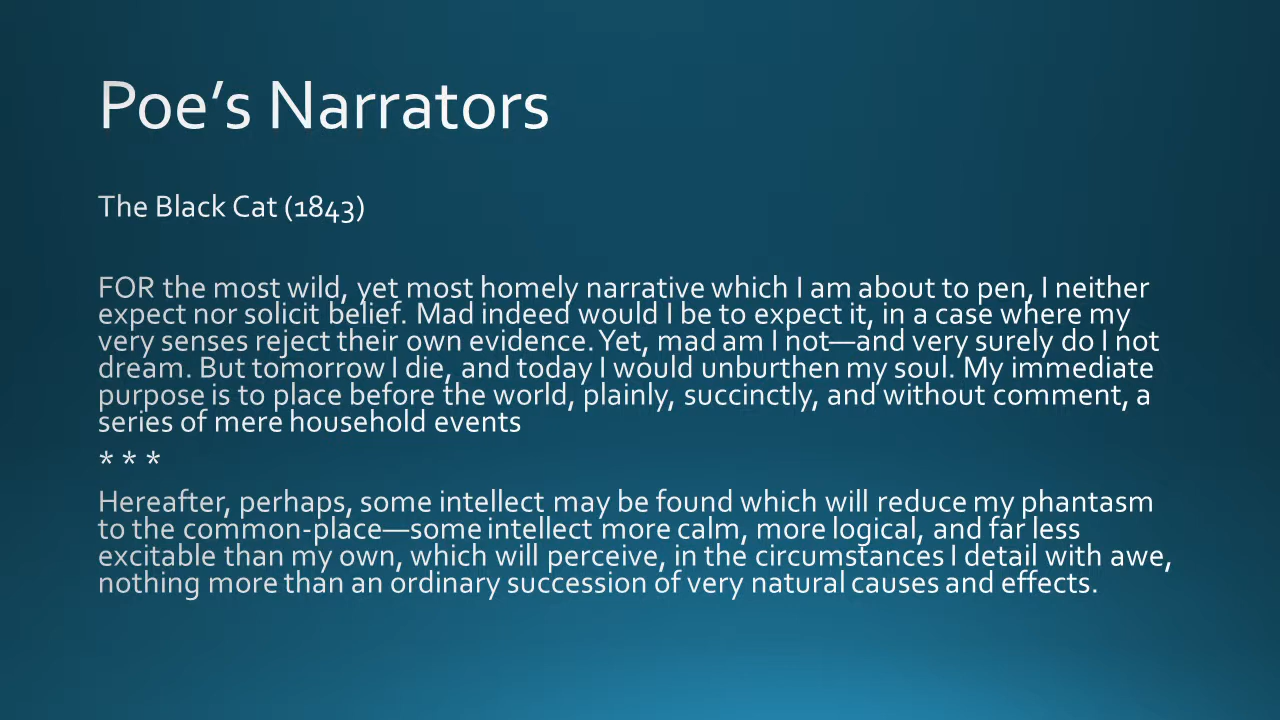 Poe’s Narrators
The Black Cat (1843)
FOR the most wild, yet most homely narrative which I am about to pen, I neither
expect nor solicit belief. Mad indeed would I be to expect it, in a case where my
very senses reject their own evidence. Yet, mad am I not—and very surely do I not
dream. But tomorrow I die, and today I would unburthen my soul. My immediate
purpose is to place before the world, plainly, succinctly, and without comment, a
series of mere household events
* * *
Hereafter, perhaps, some intellect may be found which will reduce my phantasm
to the common-place—some intellect more calm, more logical, and far less
excitable than my own, which will perceive, in the circumstances I detail with awe,
nothing more than an ordinary succession of very natural causes and effects.